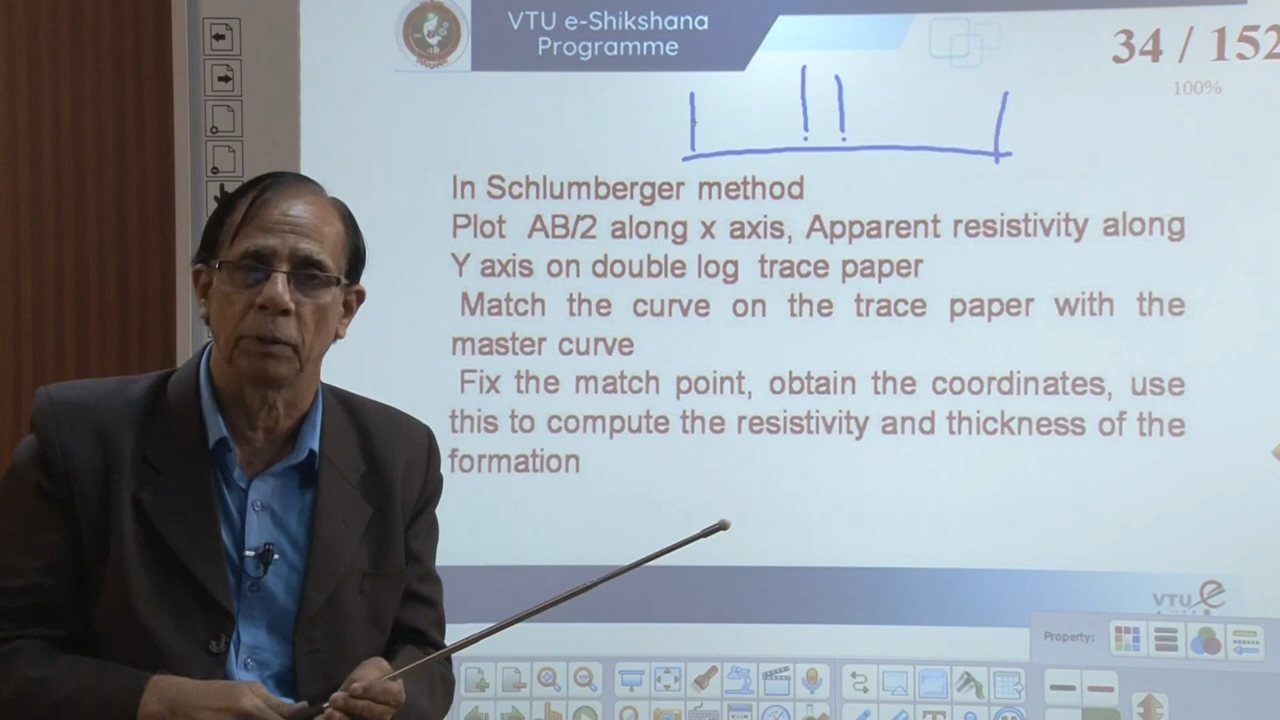 VTU e-Shikshana
Programme
34 / 152
100%
In Schlumberger method
Plot AB/2 along x axis, Apparent resistivity along
Y axis on double log trace paper
Match the curve on the trace paper with the
master curve
Fix the match point, obtain the coordinates, use
this to compute the resistivity and thickness of the
formation
VTU e
Property: